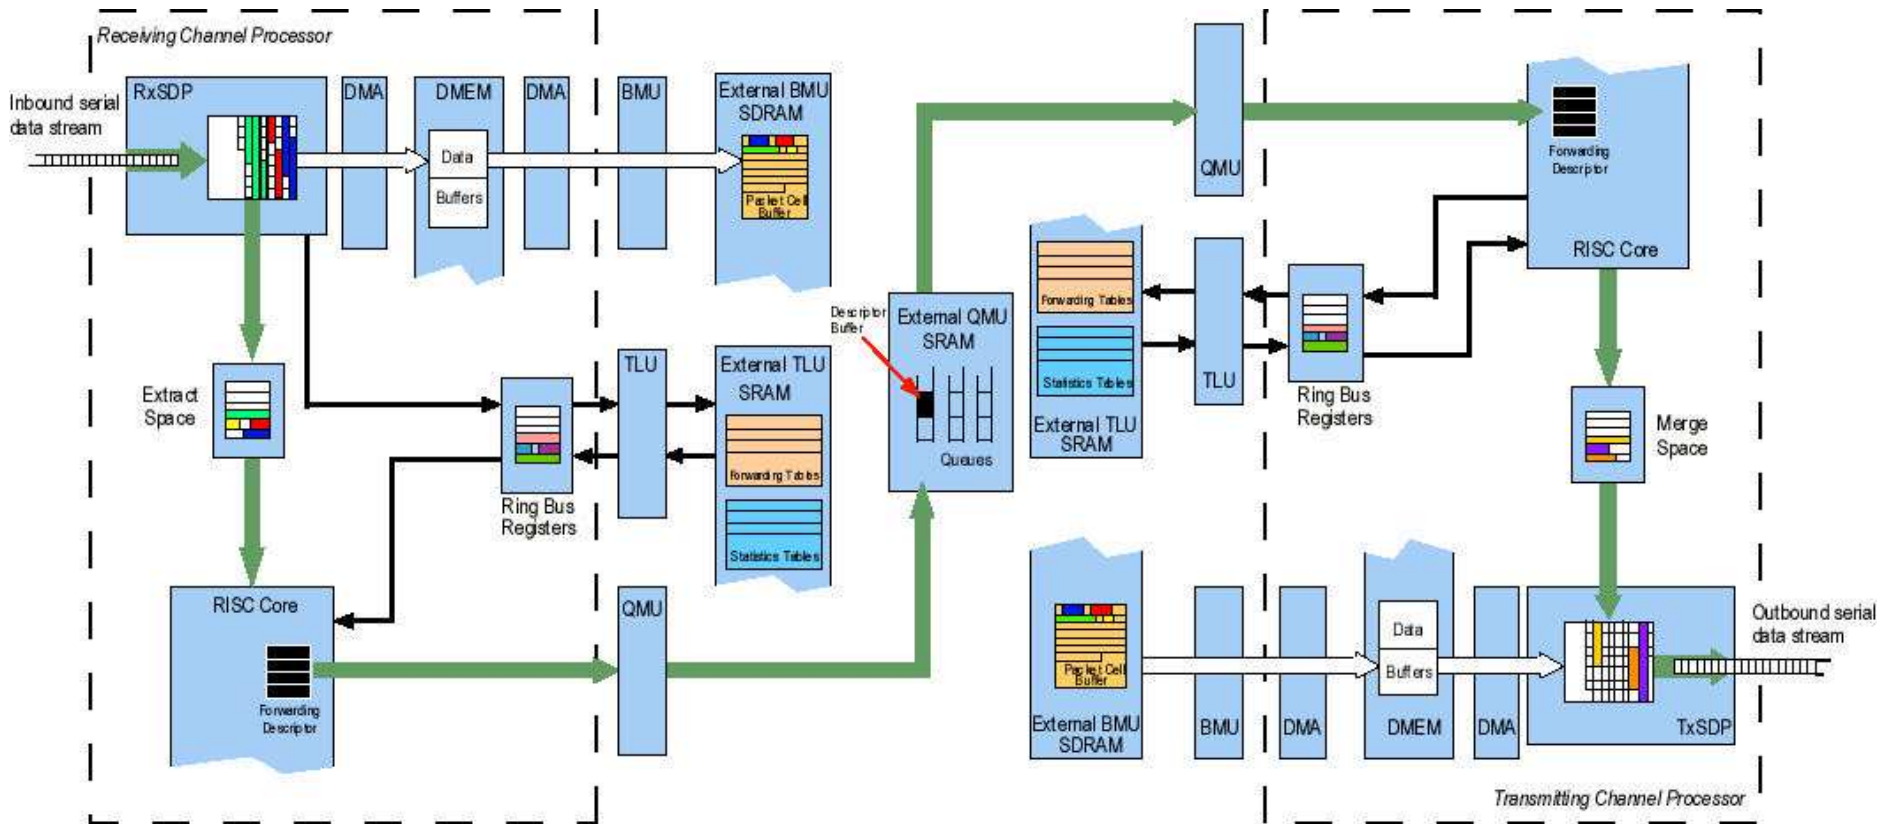 Receiving Channel Processor
Inbound serial
data stream
RxSDP
DMA
DMEM
DMA
BMU
External BMU
SDRAM
Data
Buffers
Packet Cell
Buffer
Extract
Space
Ring Bus
Registers
TLU
External TLU
SRAM
Forwarding Tables
Statistics Tables
RISC Core
Forwarding
Descriptor
QMU
Descriptor
Buffer
External QMU
SRAM
Queues
QMU
Forwarding
Descriptor
RISC Core
Forwarding Tables
Statistics Tables
External TLU
SRAM
TLU
Ring Bus
Registers
Merge
Space
Packet Cell
Buffer
External BMU
SDRAM
BMU
DMA
Data
Buffers
DMEM
DMA
TxSDP
Outbound serial
data stream
Transmitting Channel Processor